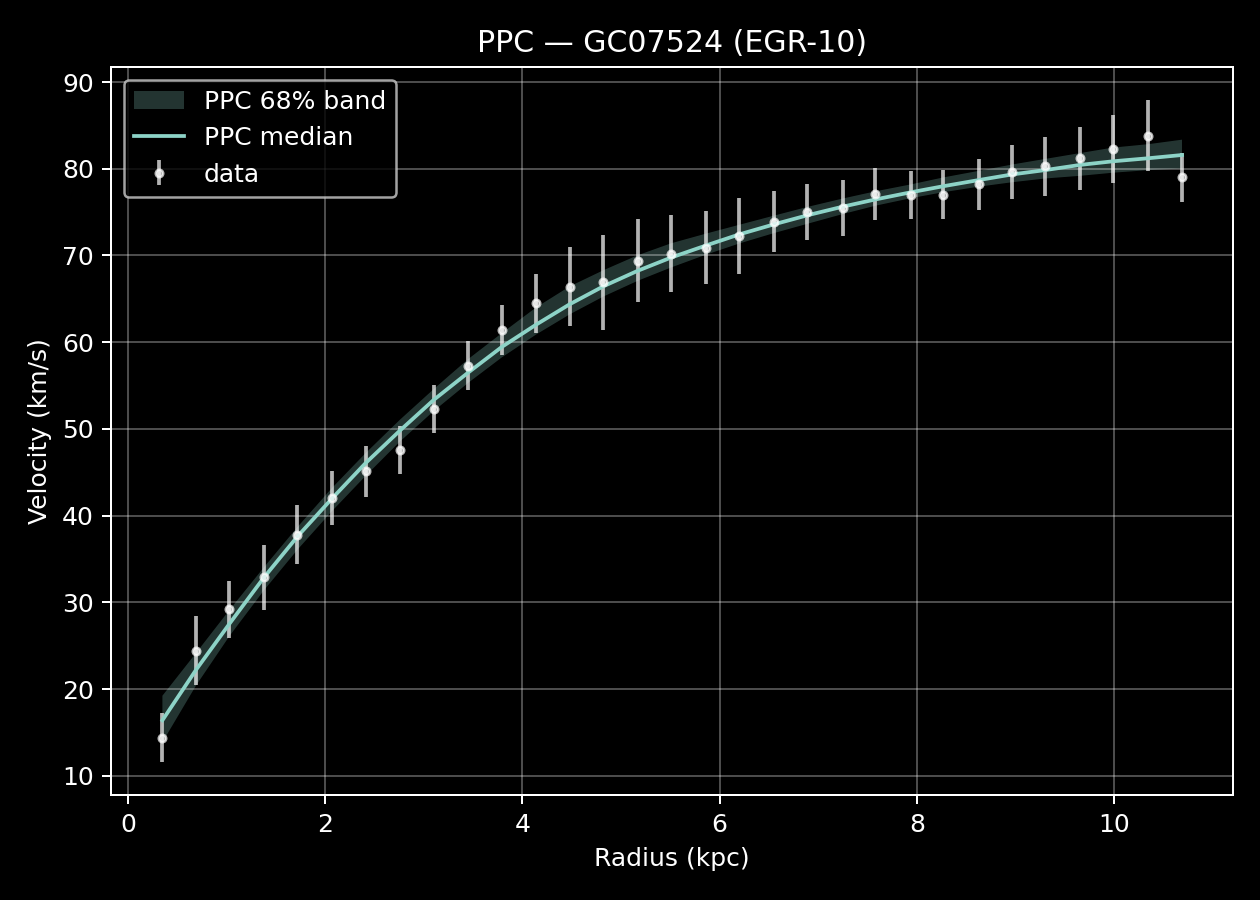 PPC — GC07524 (EGR-10)
PPC 68% band
PPC median
data
90
80
70
60
50
40
30
20
10
Velocity (km/s)
0
2
4
6
8
10
Radius (kpc)